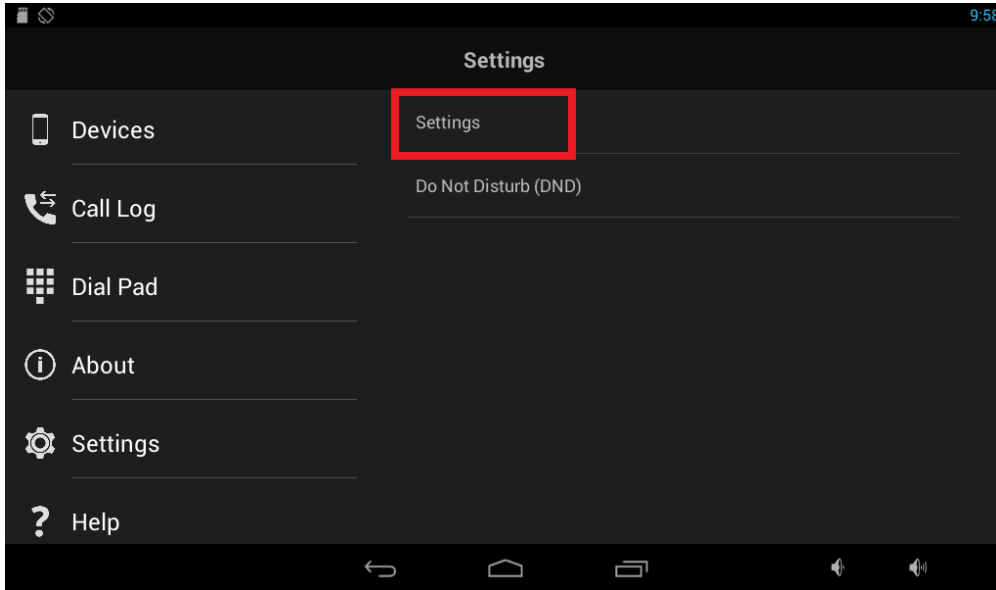 9:58
Settings
Devices
Call Log
Dial Pad
About
Settings
Help
Settings
Do Not Disturb (DND)